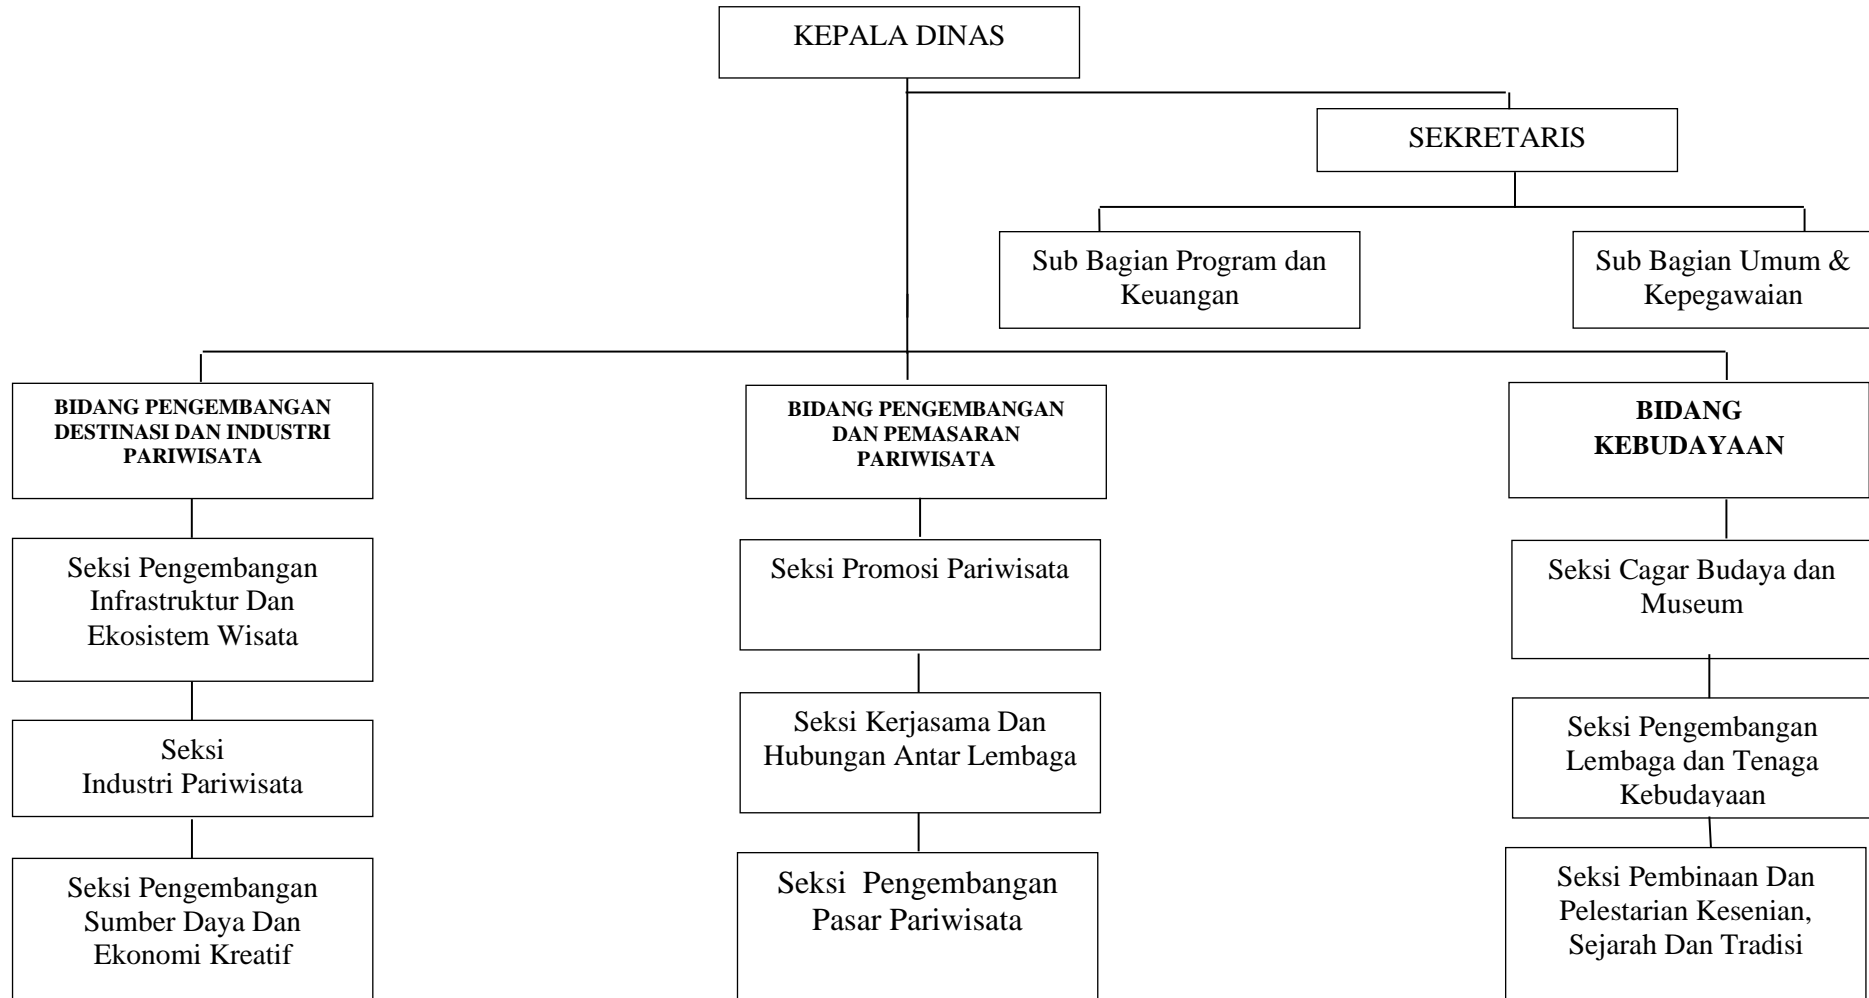 KEPALA DINAS
SEKRETARIS
Sub Bagian Program dan
Keuangan
Sub Bagian Umum &
Kepegawaian
BIDANG PENGEMBANGAN
DESTINASI DAN INDUSTRI
PARIWISATA
BIDANG PENGEMBANGAN
DAN PEMASARAN
PARIWISATA
BIDANG
KEBUDAYAAN
Seksi Pengembangan
Infrastruktur Dan
Ekosistem Wisata
Seksi Promosi Pariwisata
Seksi Cagar Budaya dan
Museum
Seksi
Industri Pariwisata
Seksi Kerjasama Dan
Hubungan Antar Lembaga
Seksi Pengembangan
Lembaga dan Tenaga
Kebudayaan
Seksi Pengembangan
Sumber Daya Dan
Ekonomi Kreatif
Seksi Pengembangan
Pasar Pariwisata
Seksi Pembinaan Dan
Pelestarian Kesenian,
Sejarah Dan Tradisi